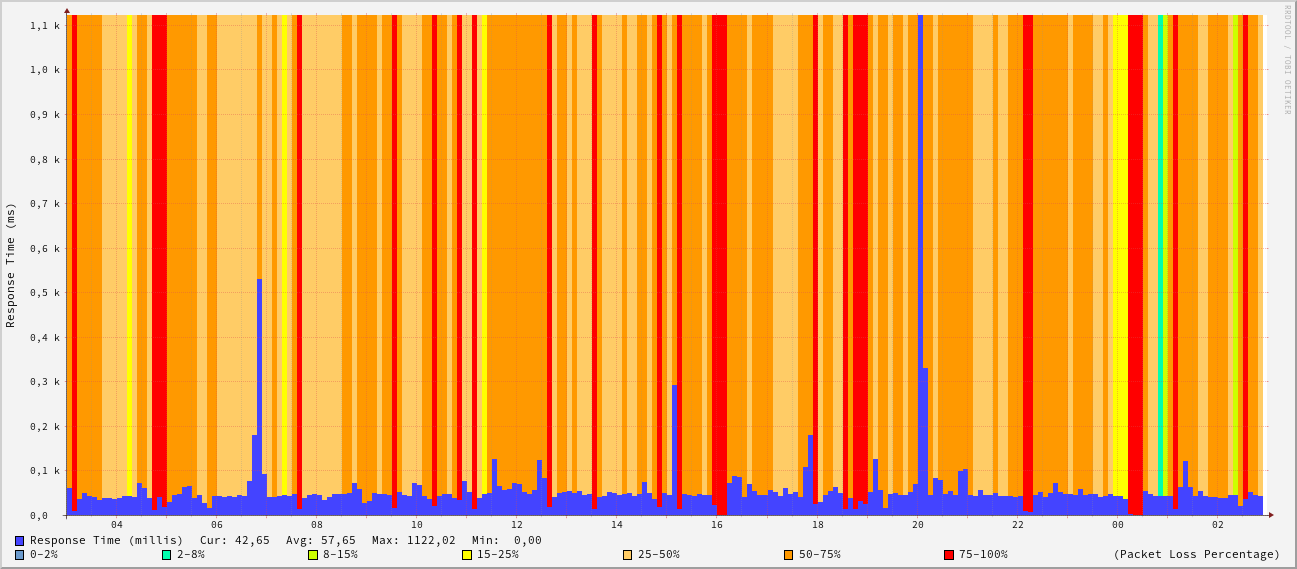 1,1 k
1,0 k
0,9 k
0,8 k
0,7 k
0,6 k
0,5 k
0,4 k
0,3 k
0,2 k
0,1 k
0,0
Response Time (ms)
RRDTOOL / TOBI OETIKER
04 06 08 10 12 14 16 18 20 22 00 02
Response Time (millis) Cur: 42,65 Avg: 57,65 Max: 1122,02 Min: 0,00
0-2% 2-8% 8-15% 15-25% 25-50% 50-75% 75-100% (Packet Loss Percentage)